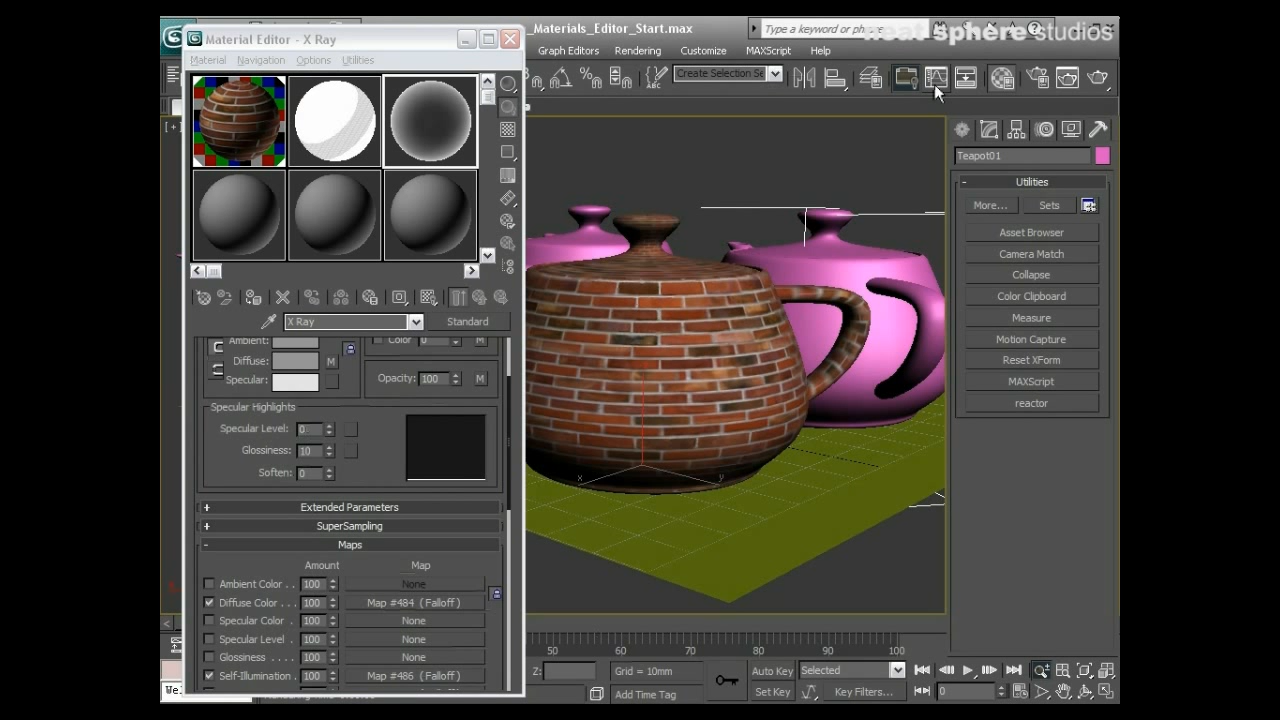 Material Editor - X Ray
_Materials_Editor_Start.max
Type a keyword or phrase
neat sphere studios
Material Navigation Options Utilities
Graph Editors Rendering Customize MAXScript Help
ABC
Create Selection Se
[+]
Teapot01
Utilities
More... Sets
Asset Browser
Camera Match
Collapse
Color Clipboard
Measure
Motion Capture
Reset XForm
MAXScript
reactor
X Ray
Standard
Ambient:
Color 0 M
Diffuse: M
Specular:
Opacity: 100 M
Specular Highlights
Specular Level: 0
Glossiness: 10
Soften: 0
+ Extended Parameters
+ SuperSampling
- Maps
Amount Map
Ambient Color . . 100 None
Diffuse Color . . . 100 Map #484 (Falloff)
Specular Color . 100 None
Specular Level . 100 None
Glossiness . . . . 100 None
Self-Illumination . 100 Map #486 (Falloff)
x y
50 60 70 80 90 100
Z: Grid = 10mm
Auto Key Selected
Add Time Tag
Set Key Key Filters...
0
We